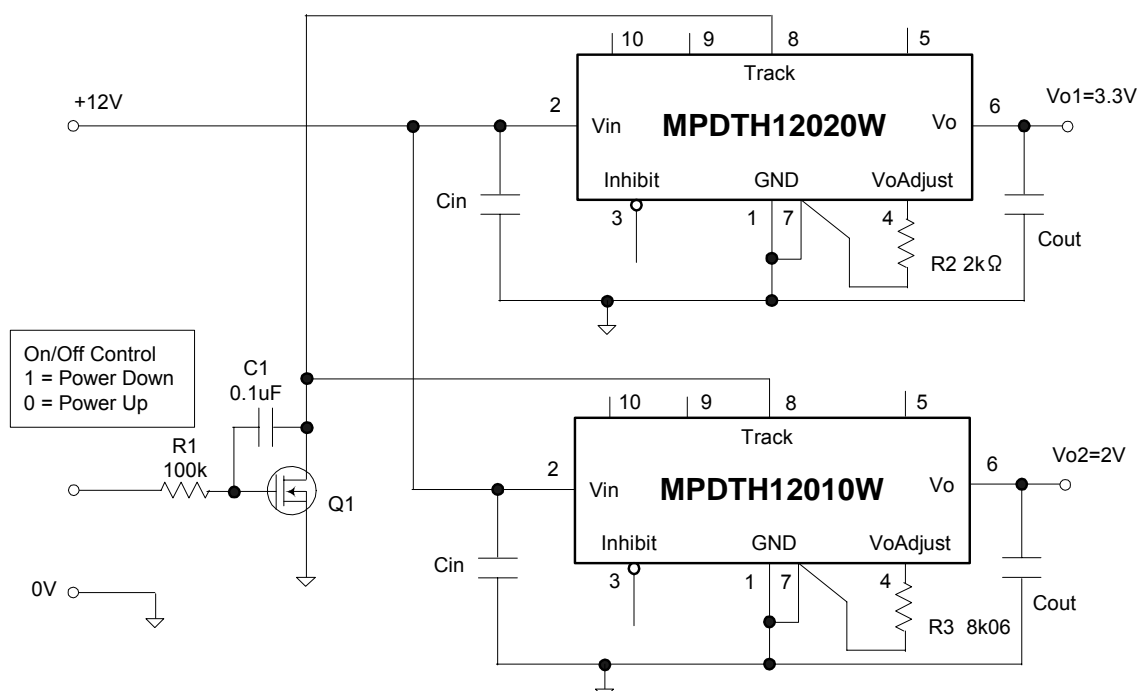 10 9 8 5
Track
+12V
2
Vin
MPDTH12020W
Vo
6
Vo1=3.3V
Inhibit
GND
VoAdjust
Cin
3
1
7
4
R2 2kΩ
Cout
On/Off Control
1 = Power Down
0 = Power Up
C1
0.1uF
R1
100k
Q1
0V
10 9 8 5
Track
2
Vin
MPDTH12010W
Vo
6
Vo2=2V
Inhibit
GND
VoAdjust
Cin
3
1
7
4
R3 8k06
Cout